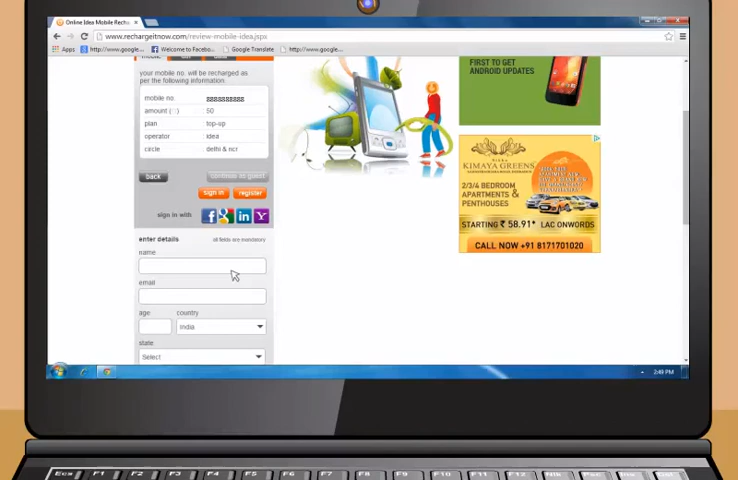 Online Idea Mobile Rech
www.rechargeitnow.com/review-mobile-idea.jspx
Apps http://www.google. Welcome to Facebo... Google Translate http://www.google...
your mobile no. will be recharged as
per the following information.
mobile no 8888888888
amount 50
plan top-up
operator idea
circle delhi & ncr
back continue as guest
sign in register
sign in with
enter details all fields are mandatory
name
email
age country
India
state
Select
FIRST TO GET
ANDROID UPDATES
KIMAYA GREENS
2/3/4 BEDROOM
APARTMENTS &
PENTHOUSES
STARTING ₹ 58.91* LAC ONWORDS
CALL NOW +91 8171701020
2:49 PM
Ecs F1 F2 F3 F4 F5 F6 F7 F8 F9 F10 F11 F12